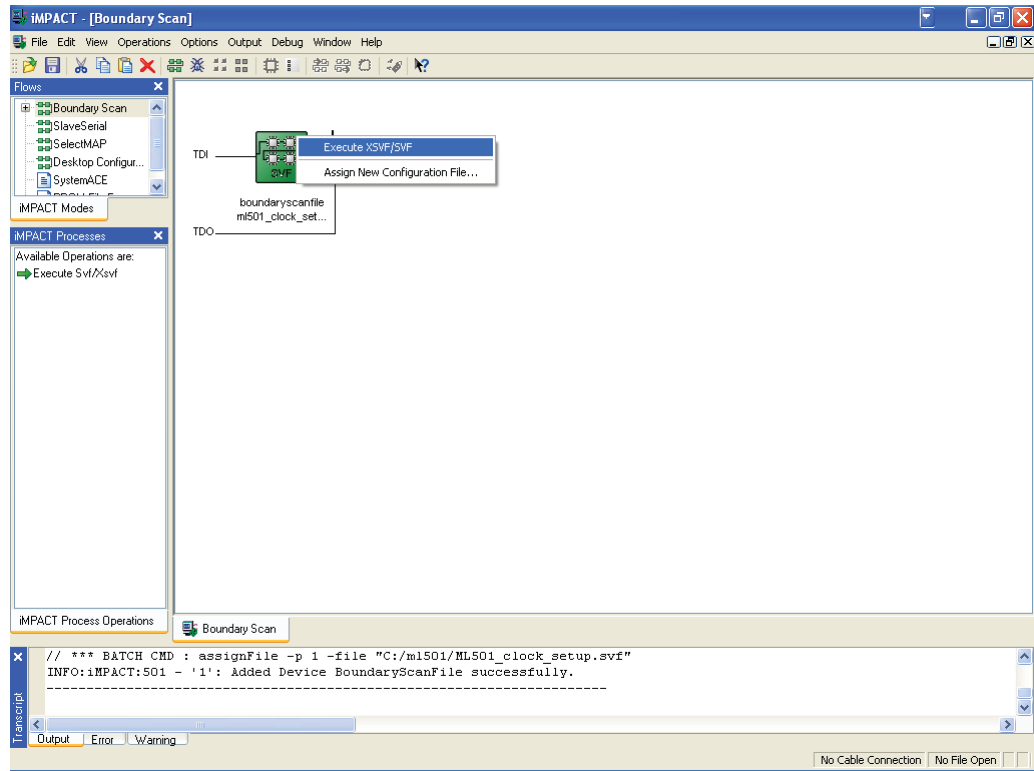 iMPACT - [Boundary Scan]
File Edit View Operations Options Output Debug Window Help
Flows
Boundary Scan
SlaveSerial
SelectMAP
Desktop Configur...
SystemACE
iMPACT Modes
iMPACT Processes
Available Operations are:
Execute Svf/Xsvf
iMPACT Process Operations
TDI
SVF
Execute XSVF/SVF
Assign New Configuration File...
boundaryscanfile
ml501_clock_set...
TDO
Boundary Scan
// *** BATCH CMD : assignFile -p 1 -file "C:/ml501/ML501_clock_setup.svf"
INFO:iMPACT:501 - '1': Added Device BoundaryScanFile successfully.
----------------------------------------------------------------------
Transcript
Output Error Warning
No Cable Connection No File Open